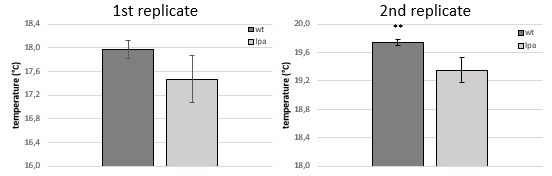 1st replicate
temperature (°C)
18,4
18,0
17,6
17,2
16,8
16,4
16,0
wt
lpa
2nd replicate
temperature (°C)
20,0
19,6
19,2
18,8
18,4
18,0
**
wt
lpa